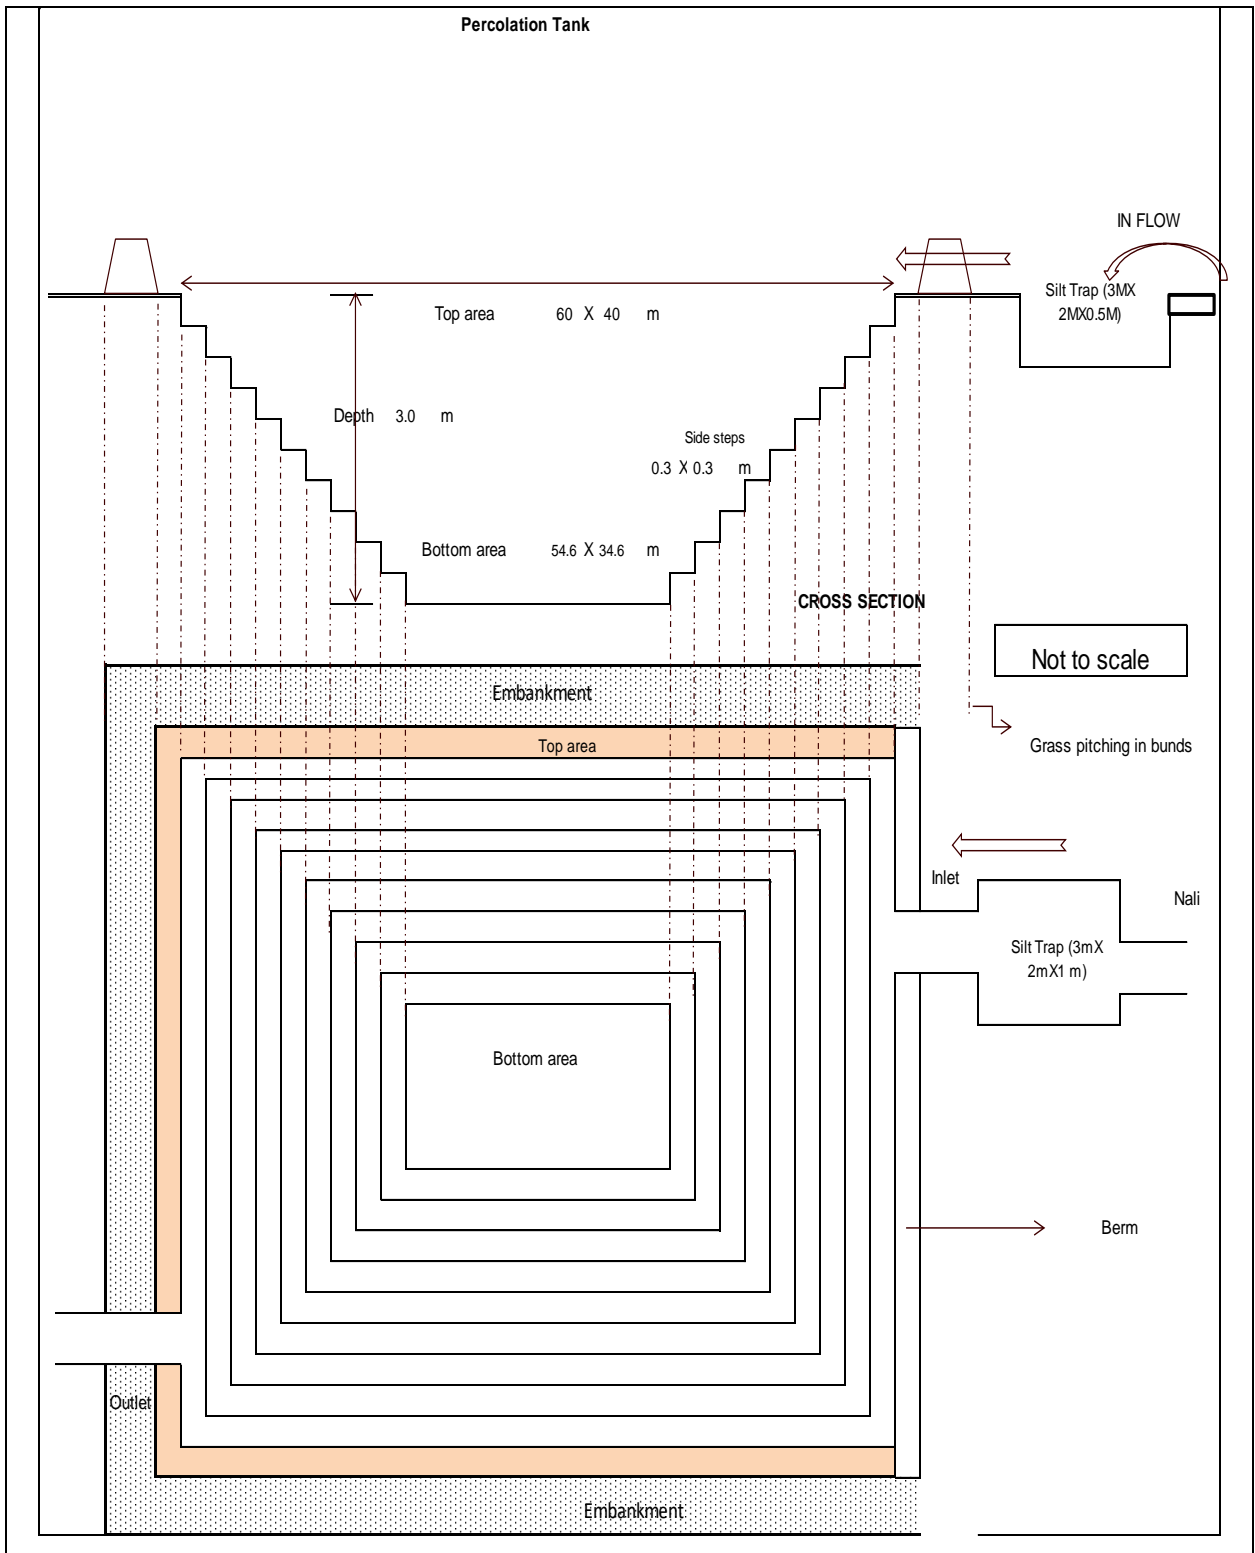 Percolation Tank
IN FLOW
Silt Trap (3MX
2MX0.5M)
Top area 60 X 40 m
Depth 3.0 m
Side steps
0.3 X 0.3 m
Bottom area 54.6 X 34.6 m
CROSS SECTION
Not to scale
Embankment
Top area
Grass pitching in bunds
Inlet
Nali
Silt Trap (3mX
2mX1 m)
Bottom area
Berm
Outlet
Embankment